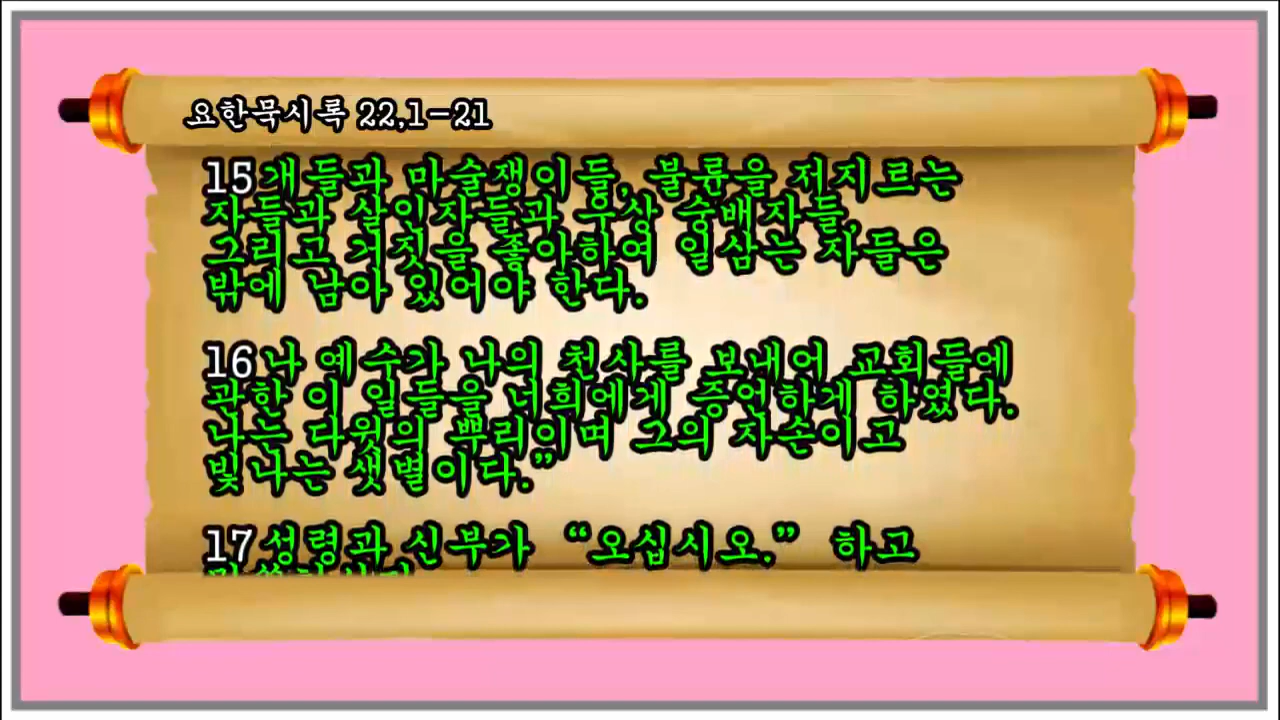 요한묵시록 22,1-21
15개들과 마술쟁이들, 불륜을 저지르는
자들과 살인자들과 우상 숭배자들,
그리고 거짓을 좋아하여 일삼는 자들은
밖에 남아 있어야 한다.
16나 예수가 나의 천사를 보내어 교회들에
관한 이 일들을 너희에게 증언하게 하였다.
나는 다윗의 뿌리이며 그의 자손이고
빛나는 샛별이다.”
17성령과 신부가 “오십시오.” 하고